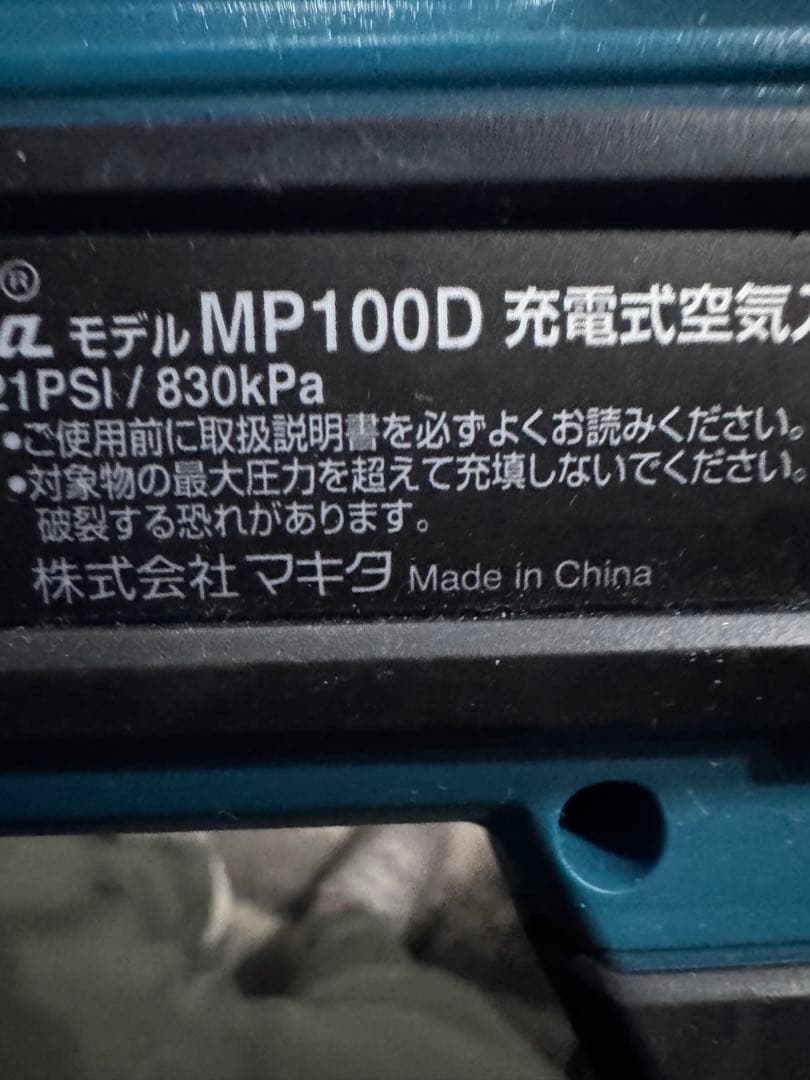 ®
a モデル MP100D 充電式空気
21PSI / 830kPa
•ご使用前に取扱説明書を必ずよくお読みください。
•対象物の最大圧力を超えて充填しないでください。
破裂する恐れがあります。
株式会社マキタ Made in China